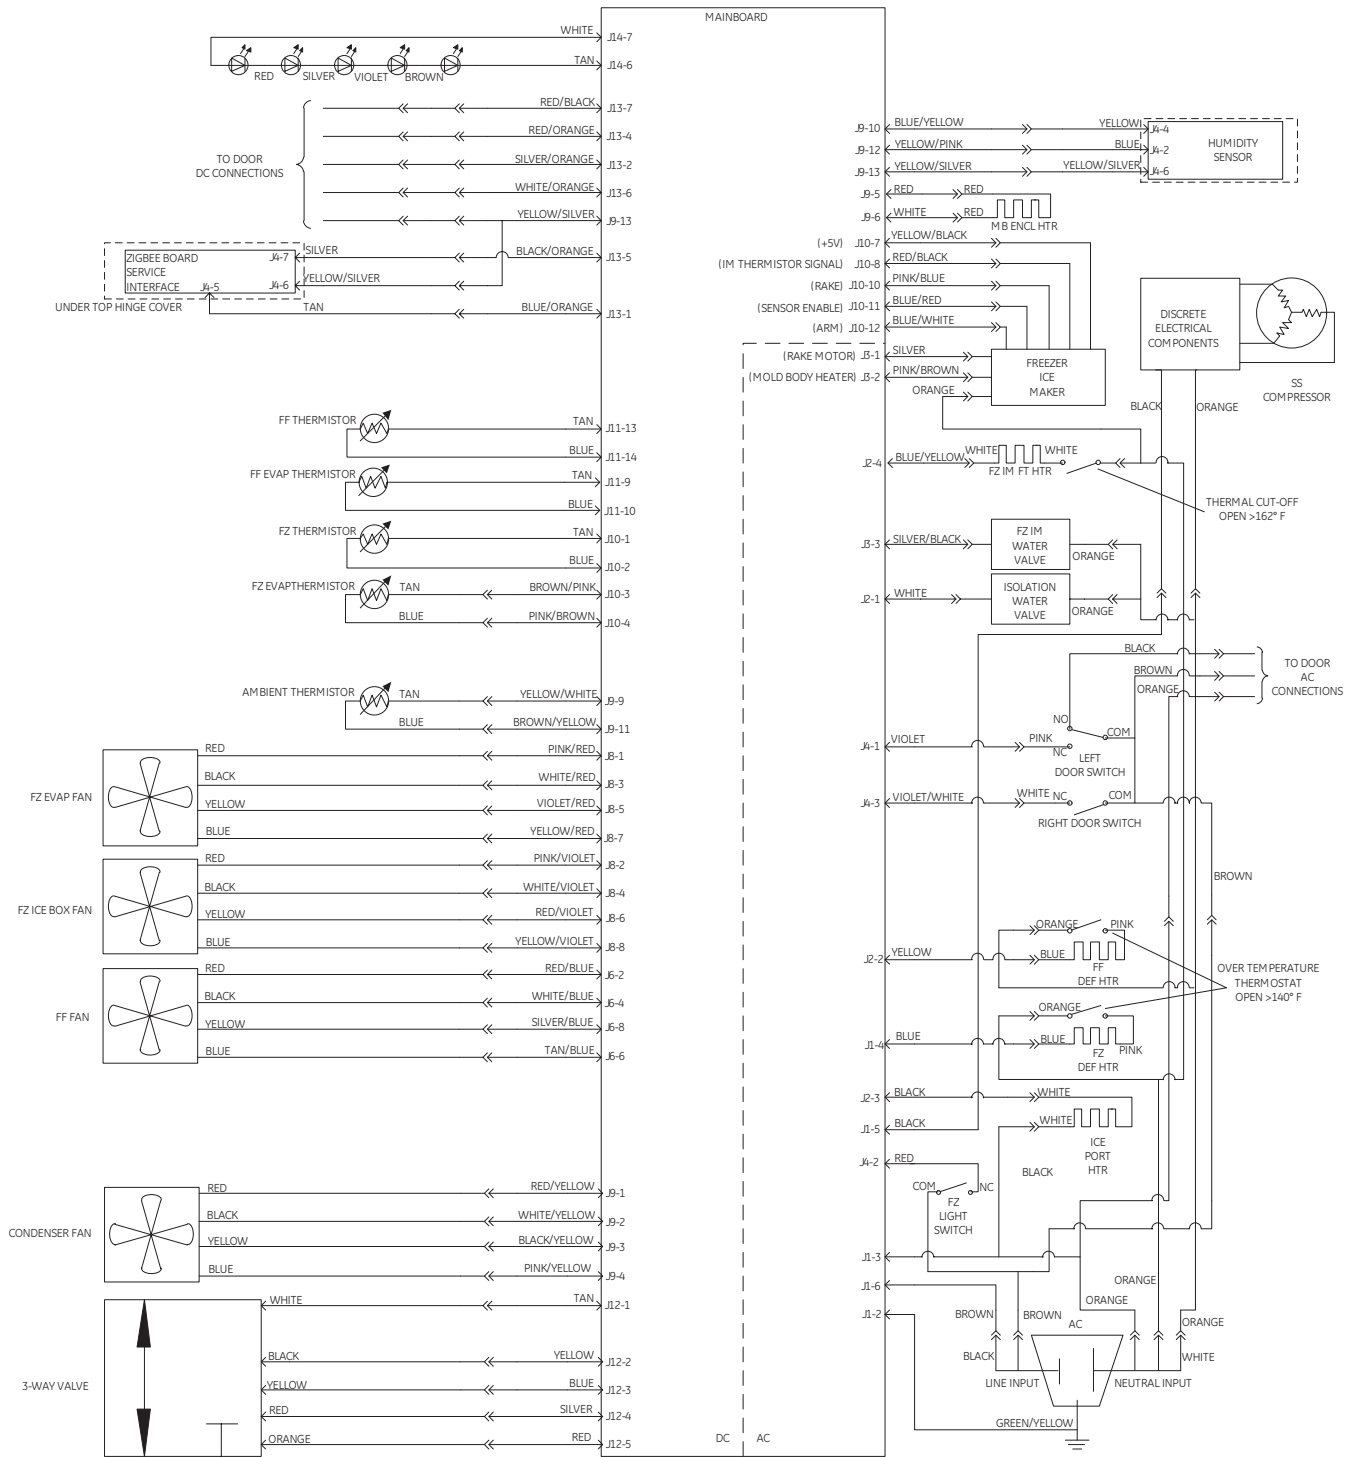 MAINBOARD
WHITE
J14-7
TAN
J14-6
RED
SILVER
VIOLET
BROWN
RED/BLACK
J13-7
RED/ORANGE
J13-4
SILVER/ORANGE
J13-2
WHITE/ORANGE
J13-6
YELLOW/SILVER
J9-13
TO DOOR
DC CONNECTIONS
BLACK/ORANGE
J13-5
SILVER
J4-7
ZIGBEE BOARD
SERVICE
INTERFACE
J4-5
J4-6
YELLOW/SILVER
UNDER TOP HINGE COVER
TAN
BLUE/ORANGE
J13-1
FF THERMISTOR
TAN
J11-13
BLUE
J11-14
FF EVAP THERMISTOR
TAN
J11-9
BLUE
J11-10
FZ THERMISTOR
TAN
J10-1
BLUE
J10-2
FZ EVAPTHERMISTOR
TAN
BROWN/PINK
J10-3
BLUE
PINK/BROWN
J10-4
AMBIENT THERMISTOR
TAN
YELLOW/WHITE
J9-9
BLUE
BROWN/YELLOW
J9-11
FZ EVAP FAN
RED
PINK/RED
J8-1
BLACK
WHITE/RED
J8-3
YELLOW
VIOLET/RED
J8-5
BLUE
YELLOW/RED
J8-7
FZ ICE BOX FAN
RED
PINK/VIOLET
J8-2
BLACK
WHITE/VIOLET
J8-4
YELLOW
RED/VIOLET
J8-6
BLUE
YELLOW/VIOLET
J8-8
FF FAN
RED
RED/BLUE
J6-2
BLACK
WHITE/BLUE
J6-4
YELLOW
SILVER/BLUE
J6-8
BLUE
TAN/BLUE
J6-6
CONDENSER FAN
RED
RED/YELLOW
J9-1
BLACK
WHITE/YELLOW
J9-2
YELLOW
BLACK/YELLOW
J9-3
BLUE
PINK/YELLOW
J9-4
3-WAY VALVE
WHITE
TAN
J12-1
BLACK
YELLOW
J12-2
YELLOW
BLUE
J12-3
RED
SILVER
J12-4
ORANGE
RED
J12-5
DC
AC
J9-10
BLUE/YELLOW
YELLOW
J4-4
J9-12
YELLOW/PINK
BLUE
J4-2
J9-13
YELLOW/SILVER
YELLOW/SILVER
J4-6
HUMIDITY
SENSOR
J9-5
RED
RED
J9-6
WHITE
RED
MB ENCL HTR
(+5V)
J10-7
YELLOW/BLACK
(IM THERMISTOR SIGNAL)
J10-8
RED/BLACK
(RAKE)
J10-10
PINK/BLUE
(SENSOR ENABLE)
J10-11
BLUE/RED
(ARM)
J10-12
BLUE/WHITE
(RAKE MOTOR)
J3-1
SILVER
(MOLD BODY HEATER)
J3-2
PINK/BROWN
ORANGE
FREEZER
ICE
MAKER
DISCRETE
ELECTRICAL
COMPONENTS
SS
COMPRESSOR
BLACK
ORANGE
J2-4
BLUE/YELLOW
WHITE
WHITE
FZ IM FT HTR
THERMAL CUT-OFF
OPEN >162° F
J3-3
SILVER/BLACK
FZ IM
WATER
VALVE
ORANGE
J2-1
WHITE
ISOLATION
WATER
VALVE
ORANGE
BLACK
BROWN
ORANGE
TO DOOR
AC
CONNECTIONS
NO
COM
J4-1
VIOLET
PINK
NC
LEFT
DOOR SWITCH
J4-3
VIOLET/WHITE
WHITE
NC
COM
RIGHT DOOR SWITCH
BROWN
ORANGE
PINK
J2-2
YELLOW
BLUE
FF
DEF HTR
OVER TEMPERATURE
THERMOSTAT
OPEN >140° F
ORANGE
J1-4
BLUE
BLUE
PINK
FZ
DEF HTR
J2-3
BLACK
WHITE
J1-5
BLACK
WHITE
ICE
PORT
HTR
J4-2
RED
BLACK
COM
NC
FZ
LIGHT
SWITCH
J1-3
J1-6
J1-2
ORANGE
ORANGE
BROWN
BROWN
AC
ORANGE
BLACK
WHITE
LINE INPUT
NEUTRAL INPUT
GREEN/YELLOW